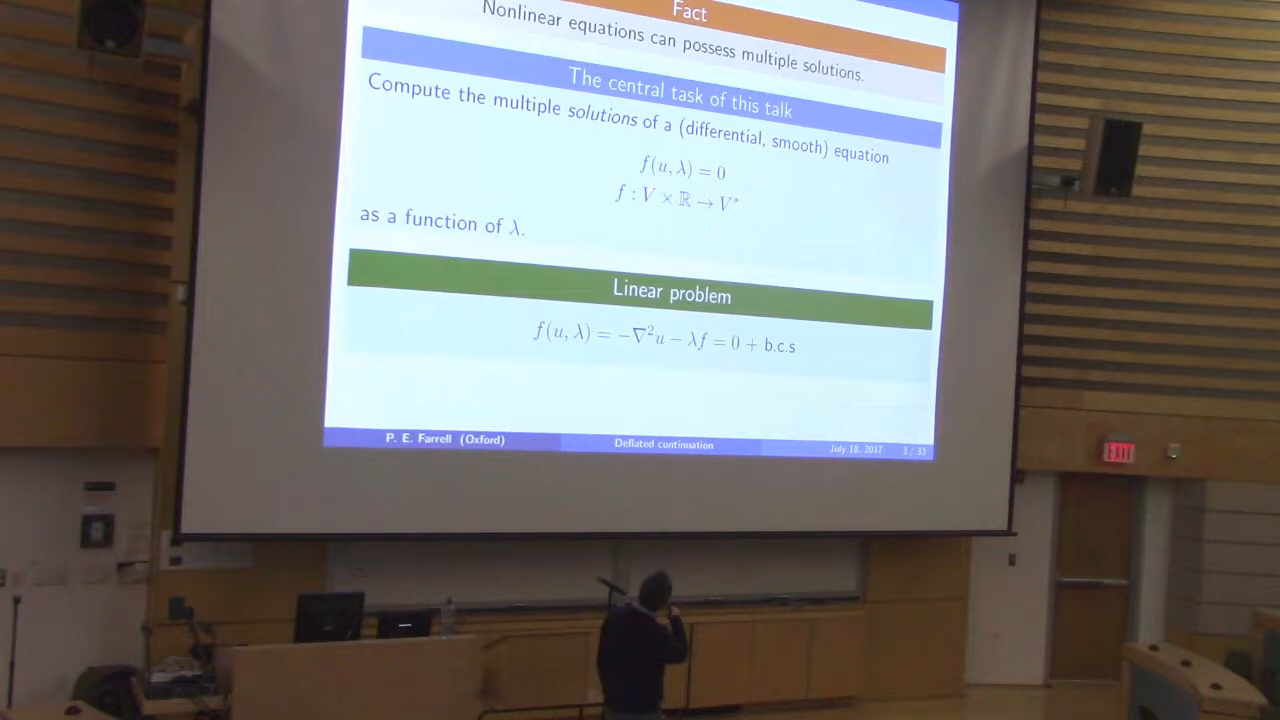 Fact
Nonlinear equations can possess multiple solutions.
The central task of this talk
Compute the multiple solutions of a (differential, smooth) equation
f(u, λ) = 0
f : V × ℝ → V*
as a function of λ.
Linear problem
f(u, λ) = −∇²u − λf = 0 + b.c.s
P. E. Farrell (Oxford) Deflated continuation July 18, 2017 3 / 33
EXIT